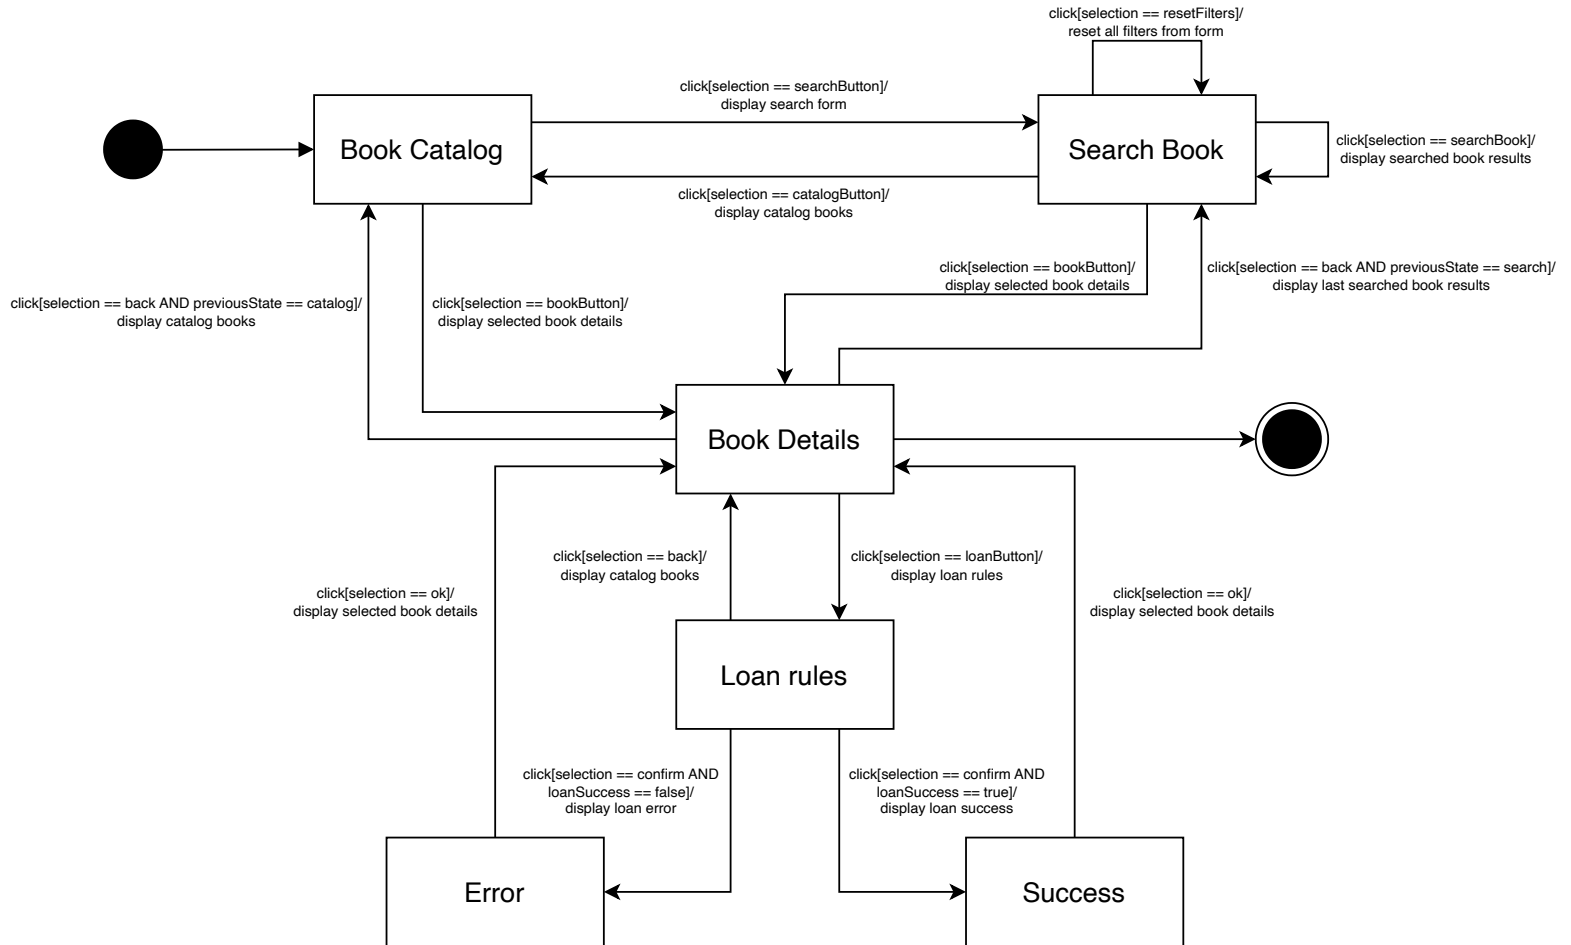 click[selection == resetFilters]/
reset all filters from form
click[selection == searchButton]/
display search form
Book Catalog
Search Book
click[selection == searchBook]/
display searched book results
click[selection == catalogButton]/
display catalog books
click[selection == bookButton]/
display selected book details
click[selection == back AND previousState == search]/
display last searched book results
click[selection == back AND previousState == catalog]/
display catalog books
click[selection == bookButton]/
display selected book details
Book Details
click[selection == back]/
display catalog books
click[selection == loanButton]/
display loan rules
click[selection == ok]/
display selected book details
click[selection == ok]/
display selected book details
Loan rules
click[selection == confirm AND
loanSuccess == false]/
display loan error
click[selection == confirm AND
loanSuccess == true]/
display loan success
Error
Success